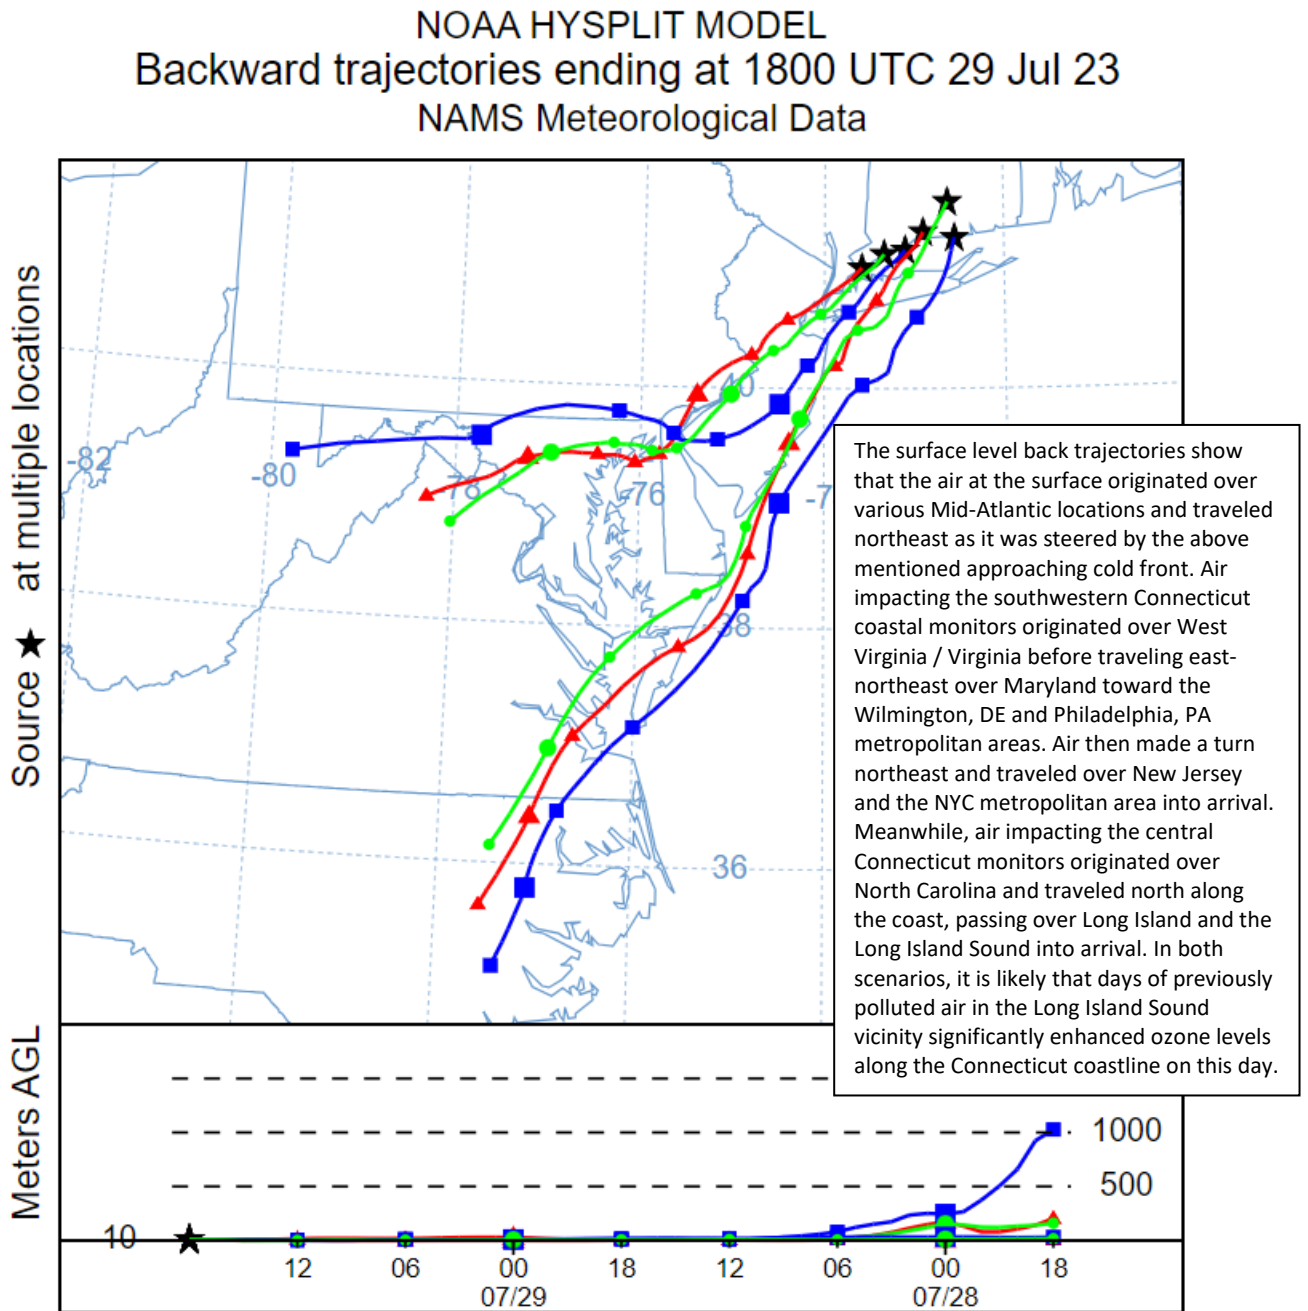 NOAA HYSPLIT MODEL
Backward trajectories ending at 1800 UTC 29 Jul 23
NAMS Meteorological Data
Source ★ at multiple locations
-82
-80
-78
-76
-7
40
38
36
The surface level back trajectories show
that the air at the surface originated over
various Mid-Atlantic locations and traveled
northeast as it was steered by the above
mentioned approaching cold front. Air
impacting the southwestern Connecticut
coastal monitors originated over West
Virginia / Virginia before traveling east-
northeast over Maryland toward the
Wilmington, DE and Philadelphia, PA
metropolitan areas. Air then made a turn
northeast and traveled over New Jersey
and the NYC metropolitan area into arrival.
Meanwhile, air impacting the central
Connecticut monitors originated over
North Carolina and traveled north along
the coast, passing over Long Island and the
Long Island Sound into arrival. In both
scenarios, it is likely that days of previously
polluted air in the Long Island Sound
vicinity significantly enhanced ozone levels
along the Connecticut coastline on this day.
Meters AGL
1000
500
10
12 06 00 18 12 06 00 18
07/29 07/28